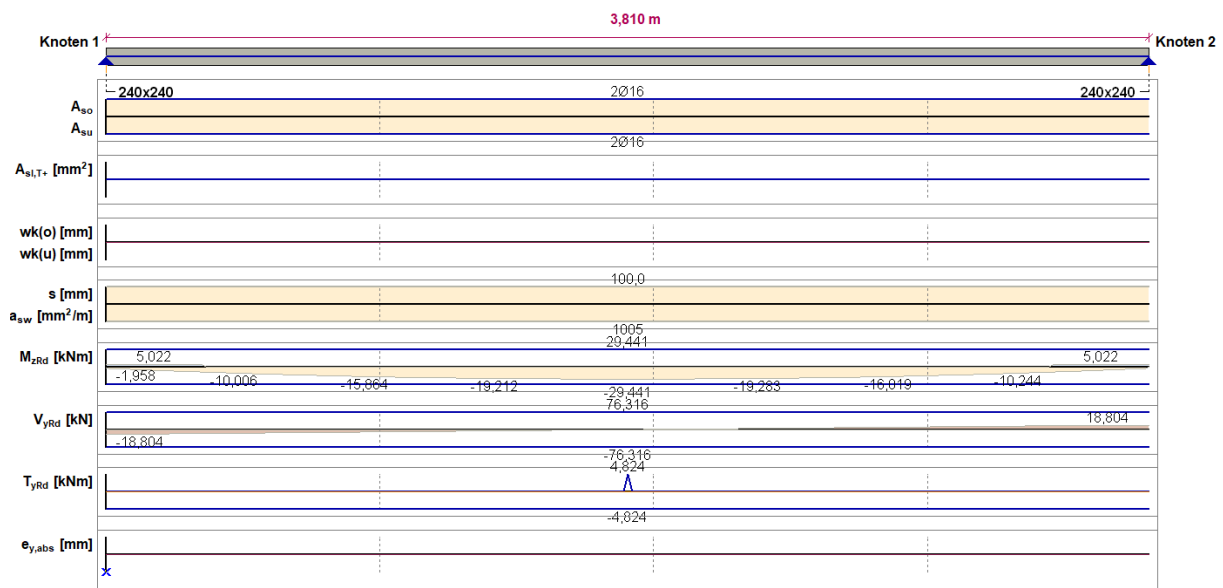 3,810 m
Knoten 1
Knoten 2
240x240
2Ø16
240x240
Aso
Asu
2Ø16
Asl,T+ [mm²]
wk(o) [mm]
wk(u) [mm]
100,0
s [mm]
asw [mm²/m]
1005
29,441
MzRd [kNm]
5,022
5,022
-1,958
-10,006
-15,864
-19,212
-19,283
-16,019
-10,244
-29,441
76,316
VyRd [kN]
18,804
-18,804
-76,316
4,824
TyRd [kNm]
-4,824
ey,abs [mm]